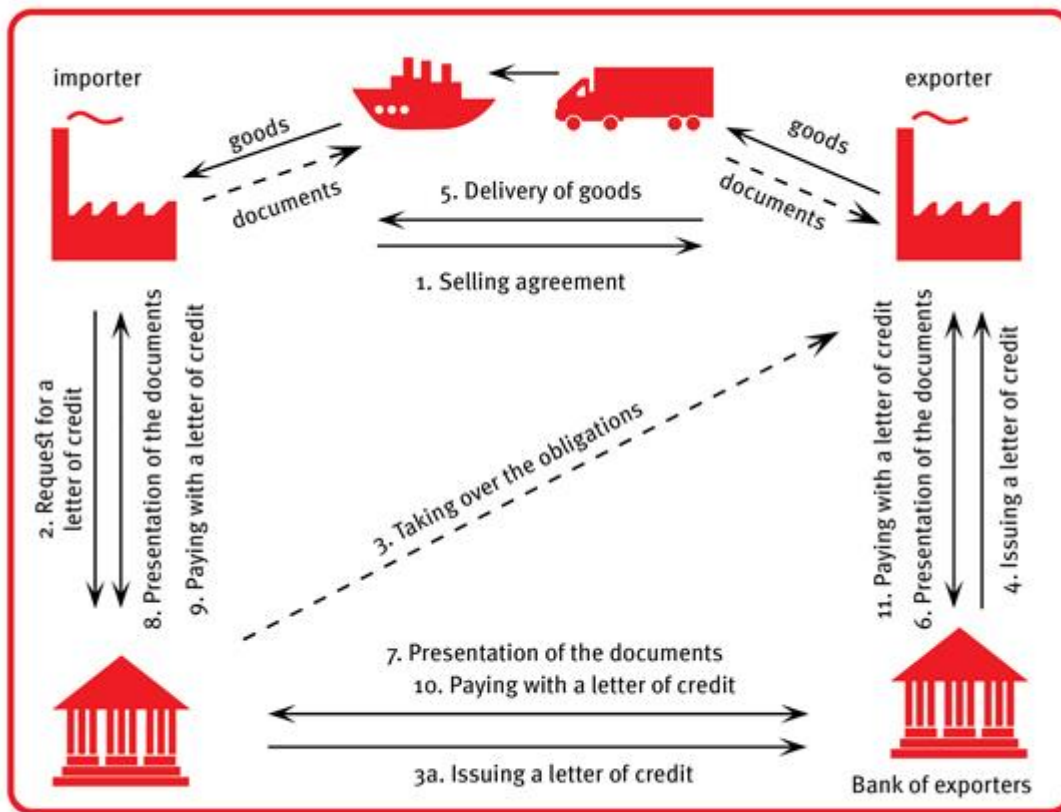 importer
exporter
goods
documents
goods
documents
5. Delivery of goods
1. Selling agreement
2. Request for a
letter of credit
8. Presentation of the documents
9. Paying with a letter of credit
3. Taking over the obligations
11. Paying with a letter of credit
6. Presentation of the documents
4. Issuing a letter of credit
7. Presentation of the documents
10. Paying with a letter of credit
3a. Issuing a letter of credit
Bank of exporters